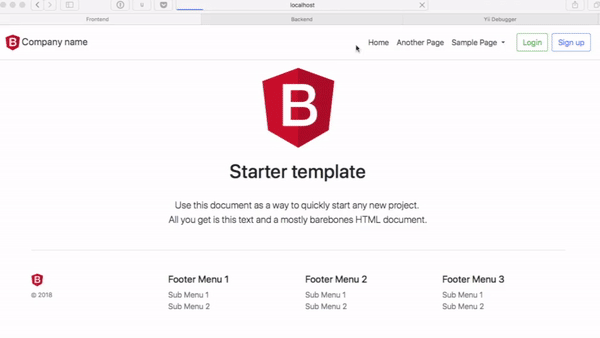 localhost
Frontend
Backend
Yii Debugger
B Company name
Home
Another Page
Sample Page
Login
Sign up
B
Starter template
Use this document as a way to quickly start any new project.
All you get is this text and a mostly barebones HTML document.
B
© 2018
Footer Menu 1
Sub Menu 1
Sub Menu 2
Footer Menu 2
Sub Menu 1
Sub Menu 2
Footer Menu 3
Sub Menu 1
Sub Menu 2